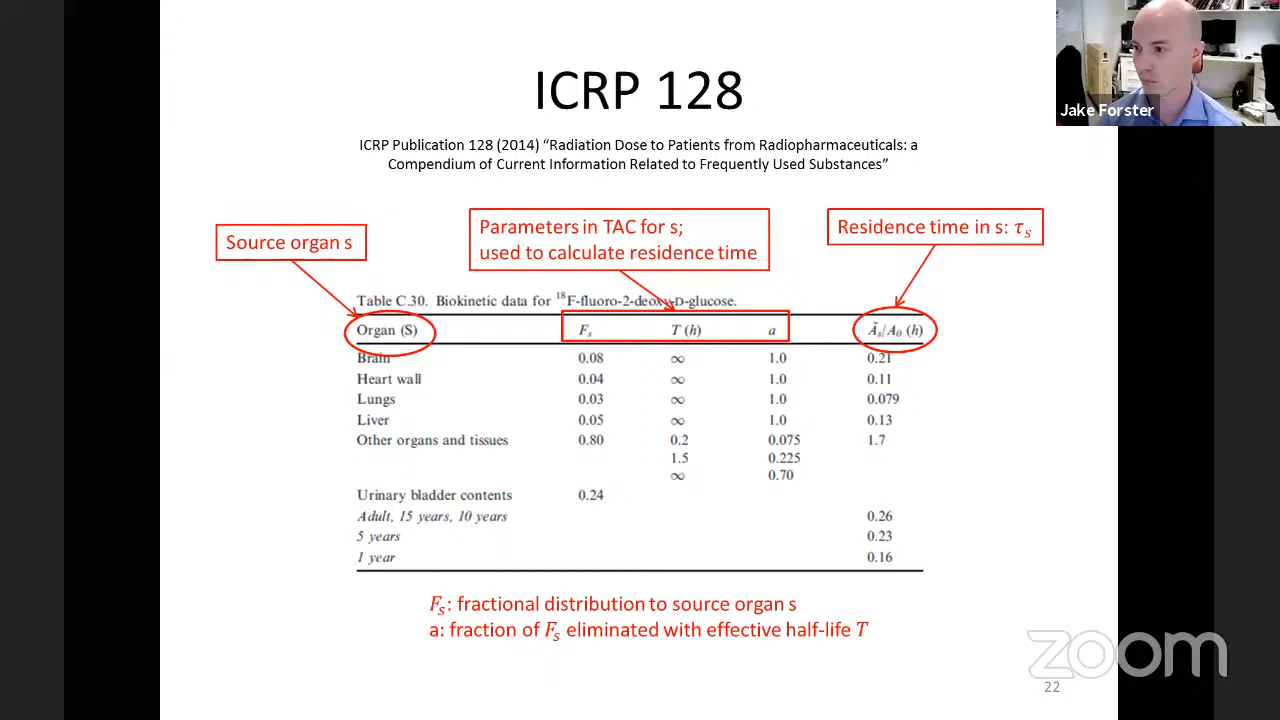 ICRP 128
Jake Forster
ICRP Publication 128 (2014) “Radiation Dose to Patients from Radiopharmaceuticals: a
Compendium of Current Information Related to Frequently Used Substances”
Source organ s
Parameters in TAC for s;
used to calculate residence time
Residence time in s: τₛ
Table C.30. Biokinetic data for ¹⁸F-fluoro-2-deoxy-D-glucose.
Organ (S) Fₛ T (h) a Ãₛ/A₀ (h)
Brain 0.08 ∞ 1.0 0.21
Heart wall 0.04 ∞ 1.0 0.11
Lungs 0.03 ∞ 1.0 0.079
Liver 0.05 ∞ 1.0 0.13
Other organs and tissues 0.80 0.2 0.075 1.7
1.5 0.225
∞ 0.70
Urinary bladder contents 0.24
Adult, 15 years, 10 years 0.26
5 years 0.23
1 year 0.16
Fₛ: fractional distribution to source organ s
a: fraction of Fₛ eliminated with effective half-life T
zoom
22